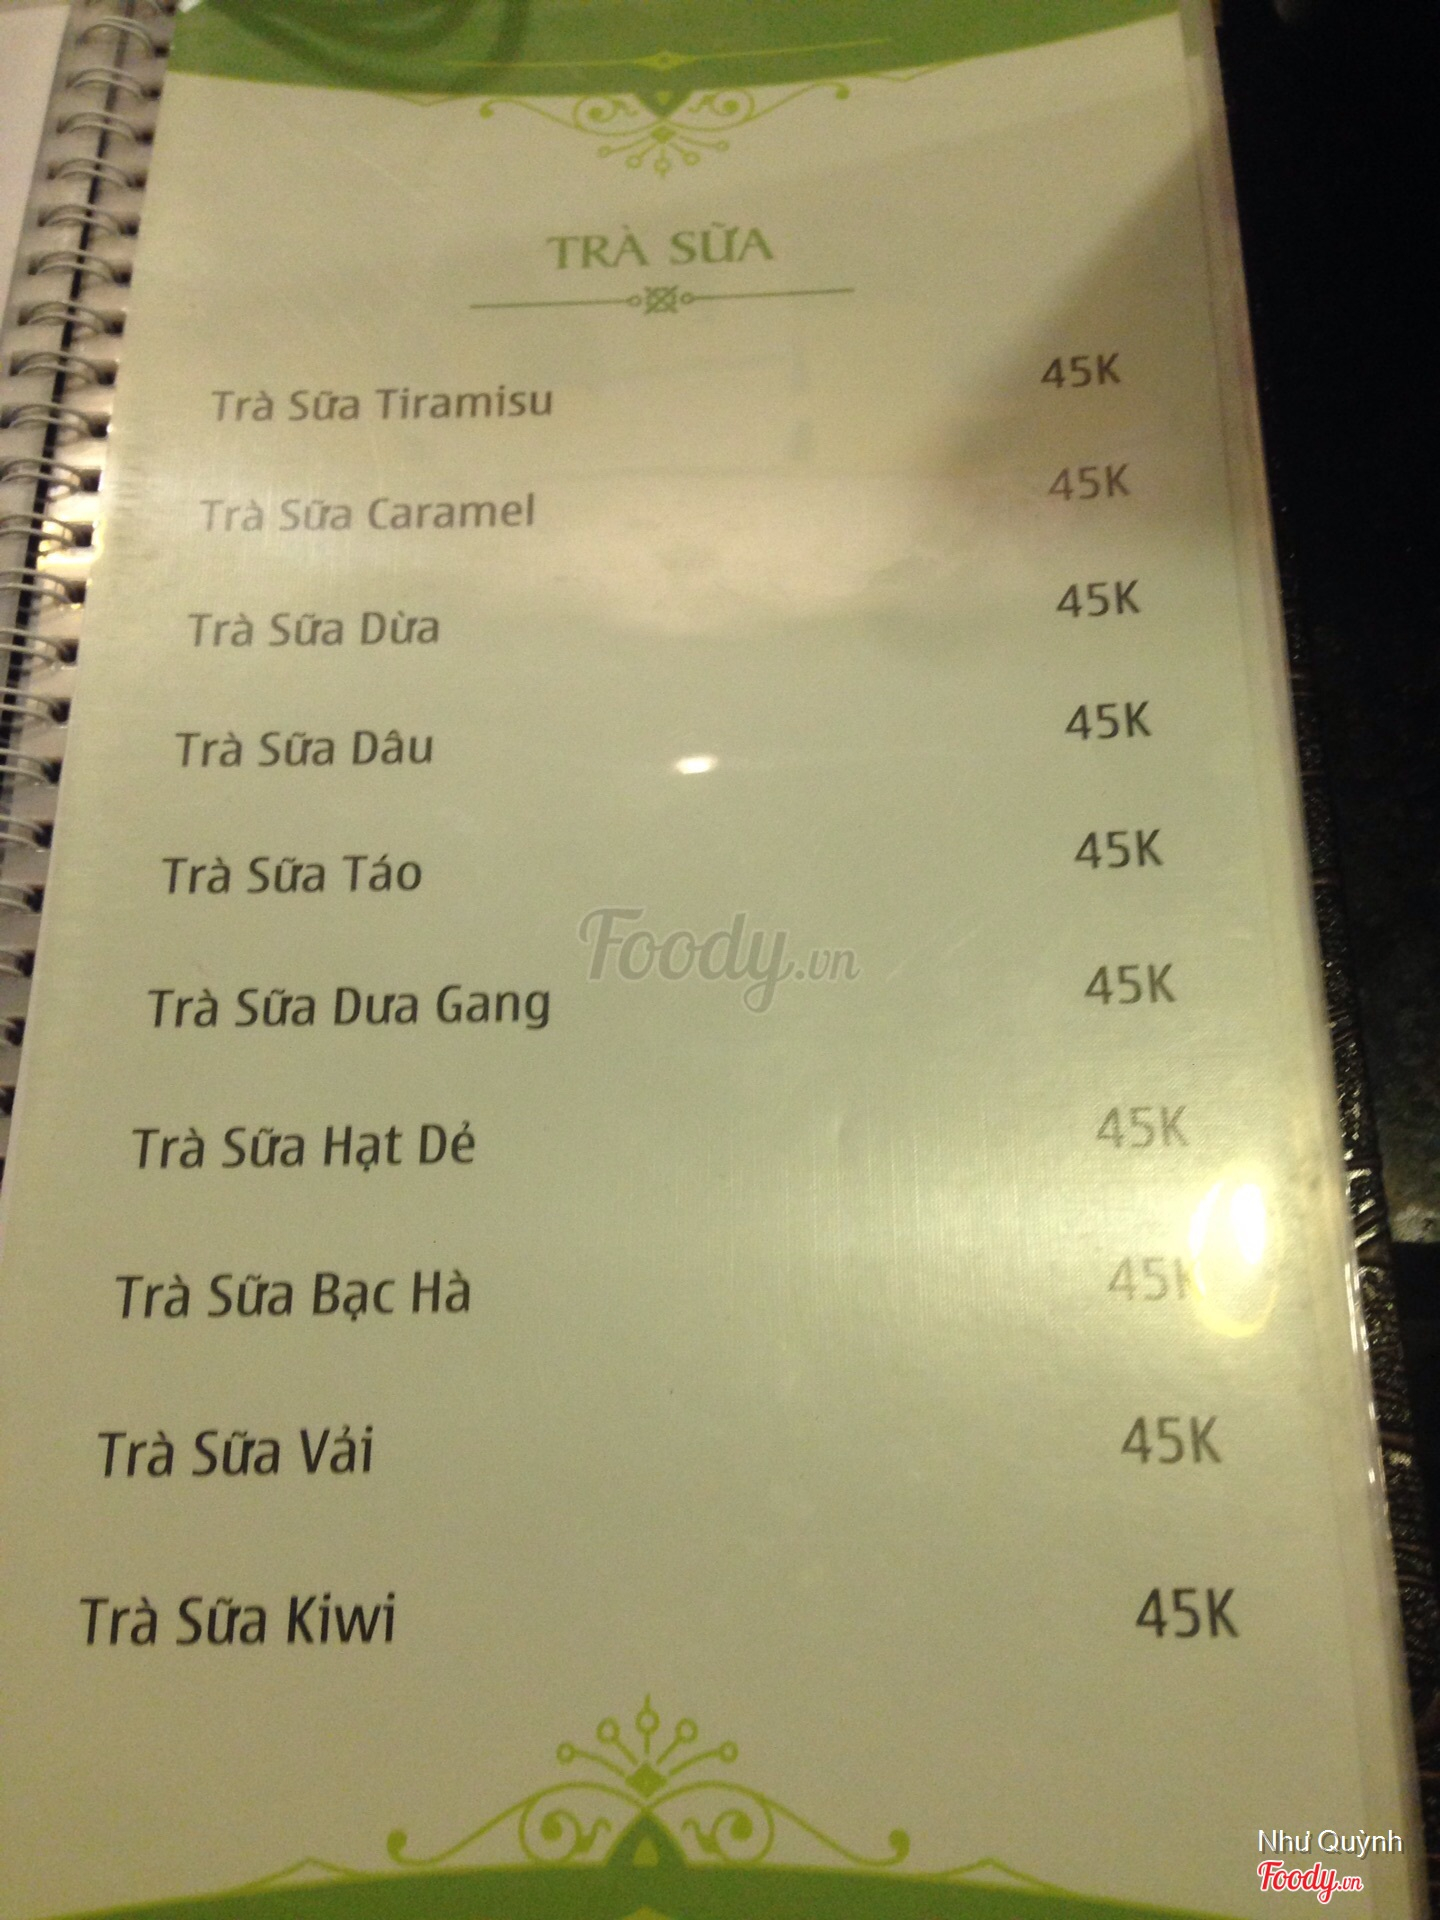 TRÀ SỮA
Trà Sữa Tiramisu 45K
Trà Sữa Caramel 45K
Trà Sữa Dừa 45K
Trà Sữa Dâu 45K
Trà Sữa Táo 45K
Foody.vn
Trà Sữa Dưa Gang 45K
Trà Sữa Hạt Dẻ 45K
Trà Sữa Bạc Hà 45K
Trà Sữa Vải 45K
Trà Sữa Kiwi 45K
Như Quỳnh
Foody.vn